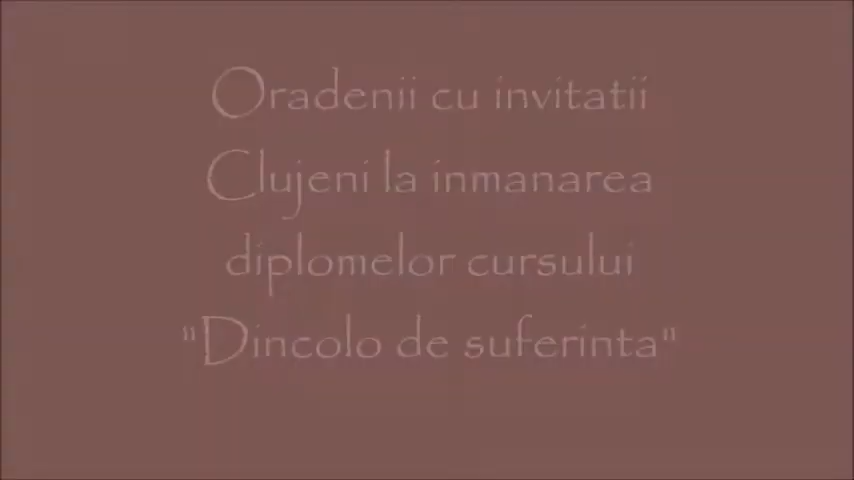 Oradenii cu invitatii
Clujeni la inmanarea
diplomelor cursului
"Dincolo de suferinta"